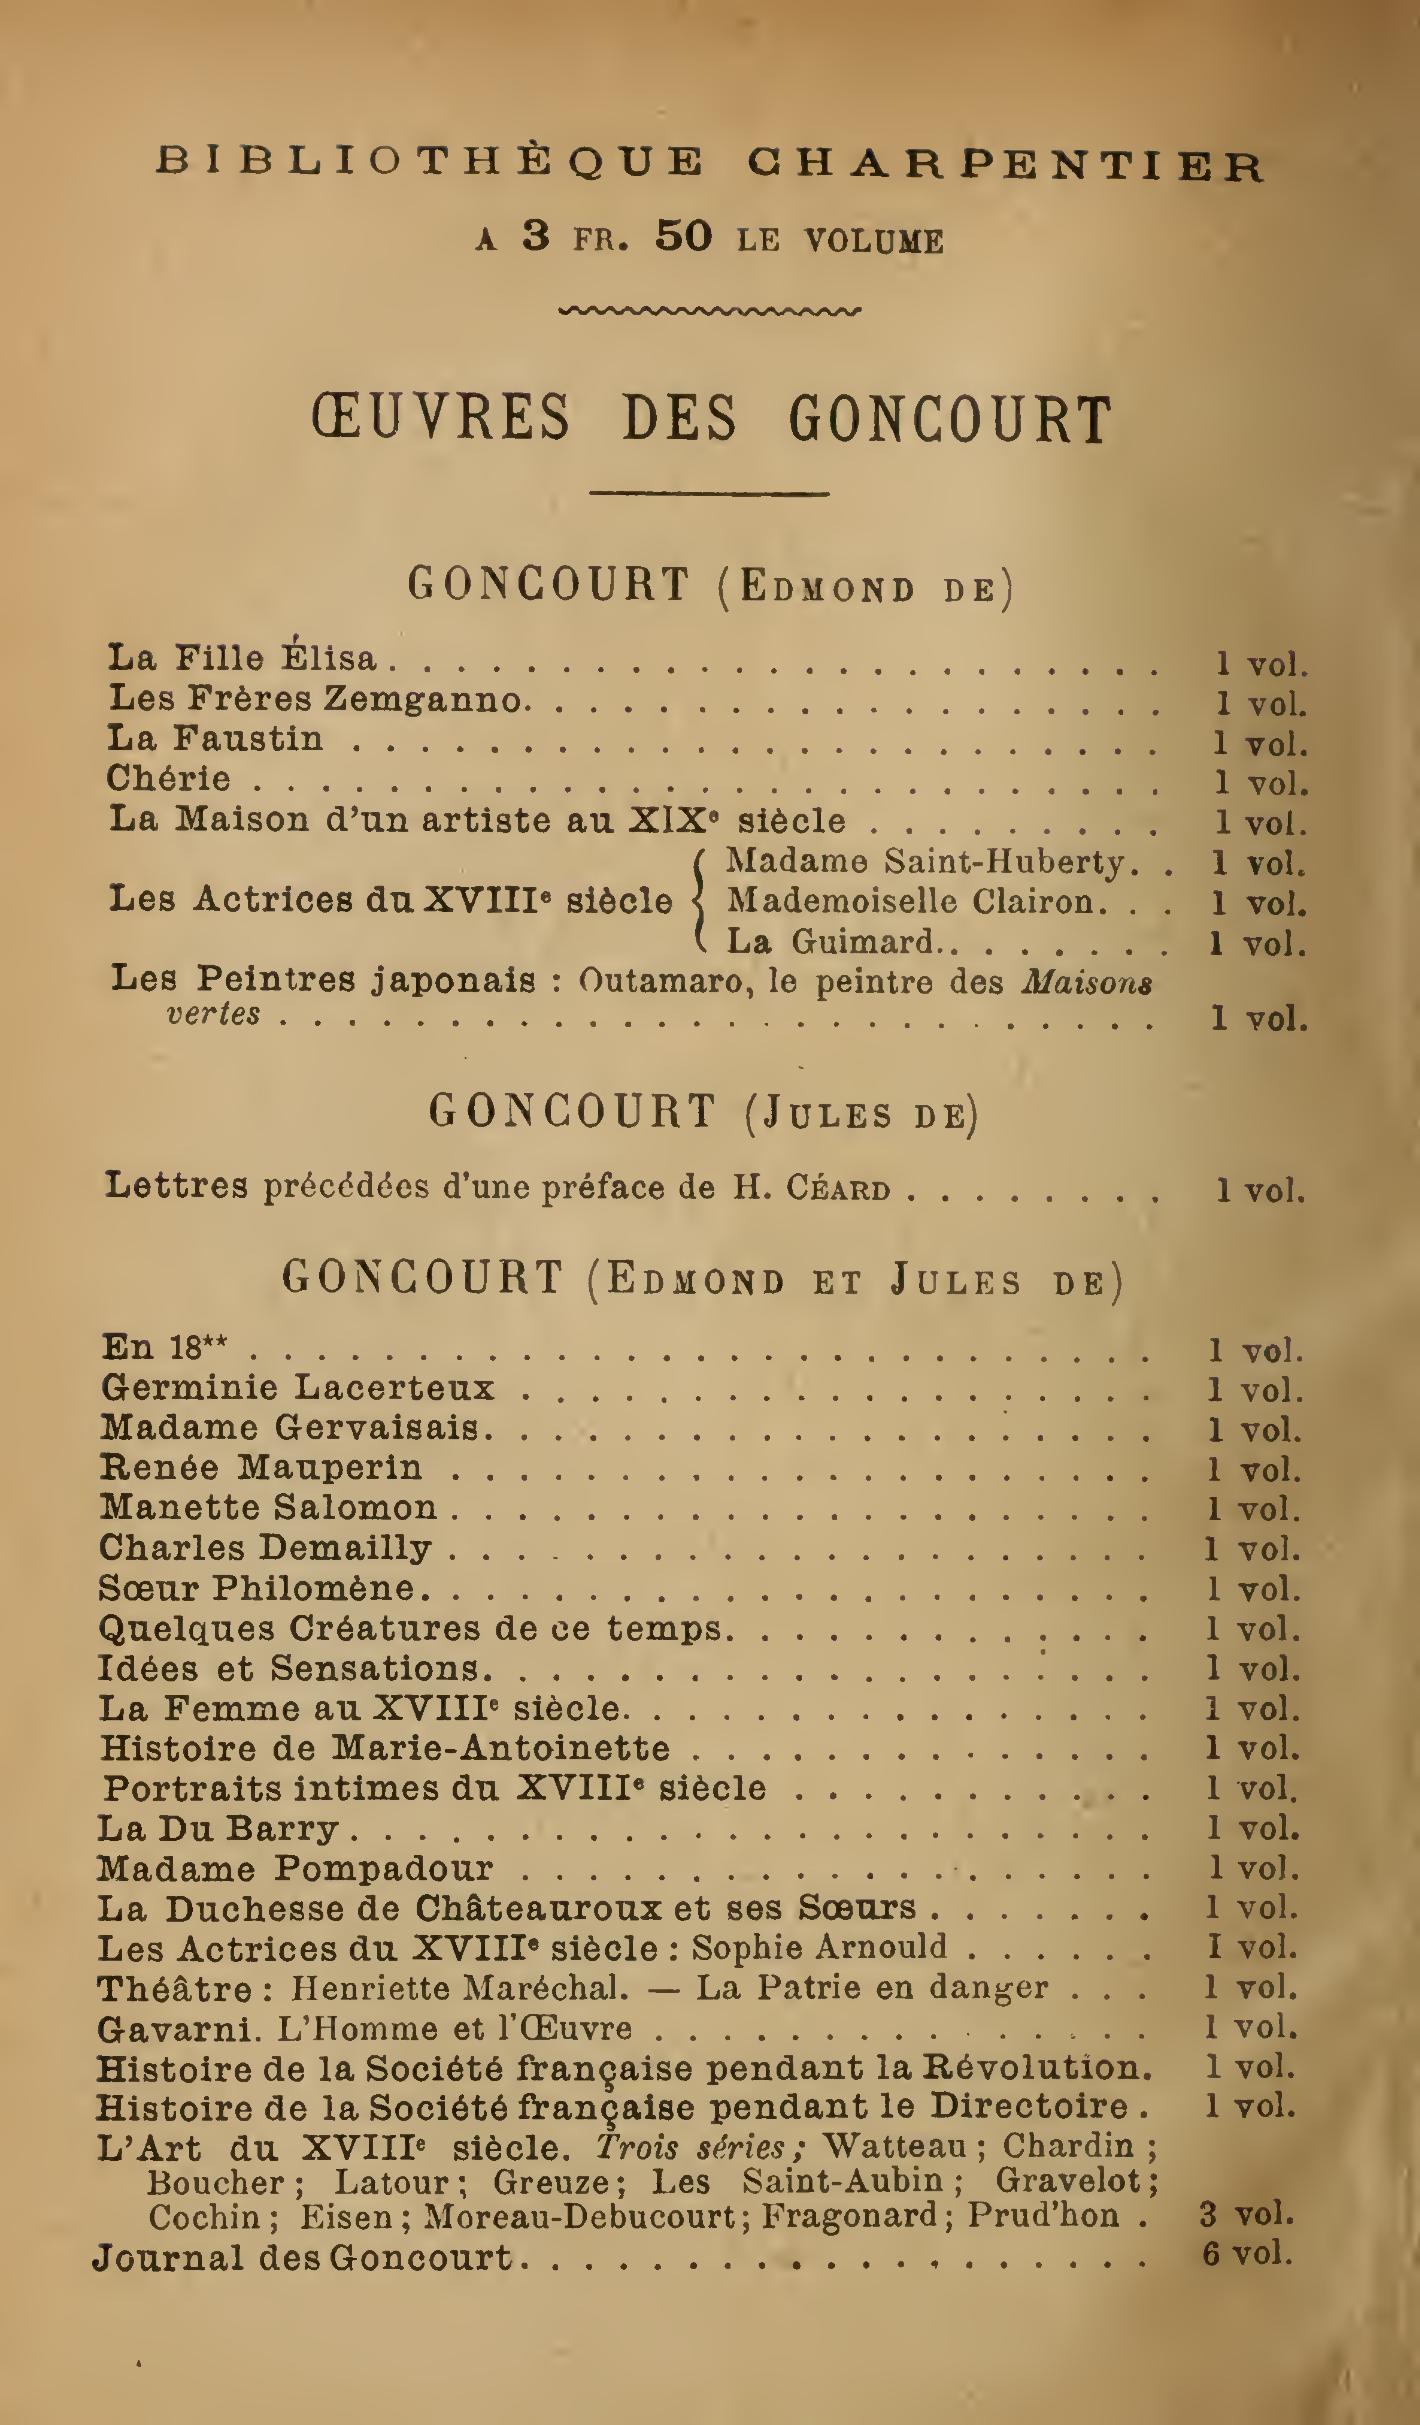 BIBLIOTHÈQUE CHARPENTIER
A 3 FR. 50 LE VOLUME
ŒUVRES DES GONCOURT
GONCOURT (EDMOND DE)
La Fille Élisa. . . . . . . . . . . . . . . . . . . . . . . 1 vol.
Les Frères Zemganno. . . . . . . . . . . . . . . . . . . 1 vol.
La Faustin . . . . . . . . . . . . . . . . . . . . . . . . 1 vol.
Chérie . . . . . . . . . . . . . . . . . . . . . . . . . . . 1 vol.
La Maison d'un artiste au XIXe siècle . . . . . . . . . 1 vol.
Madame Saint-Huberty. . 1 vol.
Les Actrices du XVIIIe siècle { Mademoiselle Clairon. . . 1 vol.
La Guimard.. . . . . . . 1 vol.
Les Peintres japonais : Outamaro, le peintre des Maisons
vertes . . . . . . . . . . . . . . . . . . . . . . . . . . 1 vol.
GONCOURT (JULES DE)
Lettres précédées d'une préface de H. CÉARD . . . . . . . . 1 vol.
GONCOURT (EDMOND ET JULES DE)
En 18** . . . . . . . . . . . . . . . . . . . . . . . . . . . 1 vol.
Germinie Lacerteux . . . . . . . . . . . . . . . . . . . 1 vol.
Madame Gervaisais. . . . . . . . . . . . . . . . . . . . 1 vol.
Renée Mauperin . . . . . . . . . . . . . . . . . . . . . 1 vol.
Manette Salomon . . . . . . . . . . . . . . . . . . . . . 1 vol.
Charles Demailly . . . . . . . . . . . . . . . . . . . . . 1 vol.
Sœur Philomène. . . . . . . . . . . . . . . . . . . . . . 1 vol.
Quelques Créatures de ce temps. . . . . . . . . . . . . 1 vol.
Idées et Sensations. . . . . . . . . . . . . . . . . . . . 1 vol.
La Femme au XVIIIe siècle. . . . . . . . . . . . . . . . 1 vol.
Histoire de Marie-Antoinette . . . . . . . . . . . . . . 1 vol.
Portraits intimes du XVIIIe siècle . . . . . . . . . . . 1 vol.
La Du Barry. . . . . . . . . . . . . . . . . . . . . . . . 1 vol.
Madame Pompadour . . . . . . . . . . . . . . . . . . . 1 vol.
La Duchesse de Châteauroux et ses Sœurs . . . . . . . 1 vol.
Les Actrices du XVIIIe siècle : Sophie Arnould . . . . . . I vol.
Théâtre : Henriette Maréchal. — La Patrie en danger . . . 1 vol.
Gavarni. L'Homme et l'Œuvre . . . . . . . . . . . . . . . 1 vol.
Histoire de la Société française pendant la Révolution. 1 vol.
Histoire de la Société française pendant le Directoire . 1 vol.
L'Art du XVIIIe siècle. Trois séries; Watteau ; Chardin ;
Boucher ; Latour ; Greuze ; Les Saint-Aubin ; Gravelot ;
Cochin ; Eisen ; Moreau-Debucourt ; Fragonard ; Prud'hon . 3 vol.
Journal des Goncourt. . . . . . . . . . . . . . . . . . . 6 vol.